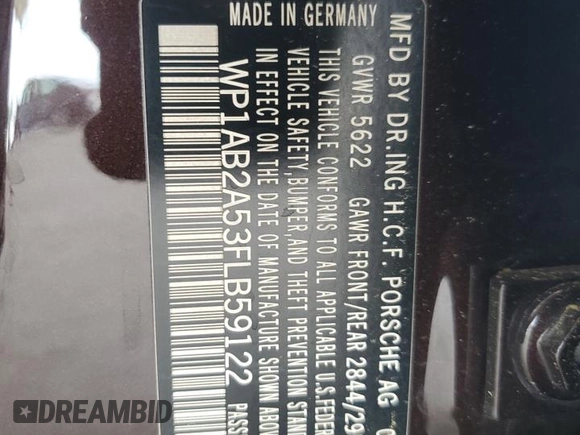 MFD BY DR.ING H.C.F. PORSCHE AG
GVWR 5622 GAWR FRONT/REAR 2844/29
THIS VEHICLE CONFORMS TO ALL APPLICABLE U.S.FEDER
VEHICLE SAFETY,BUMPER,AND THEFT PREVENTION STAN
IN EFFECT ON THE DATE OF MANUFACTURE SHOWN ABOV
WP1AB2A53FLB59122 PASS
MADE IN GERMANY
DREAMBID